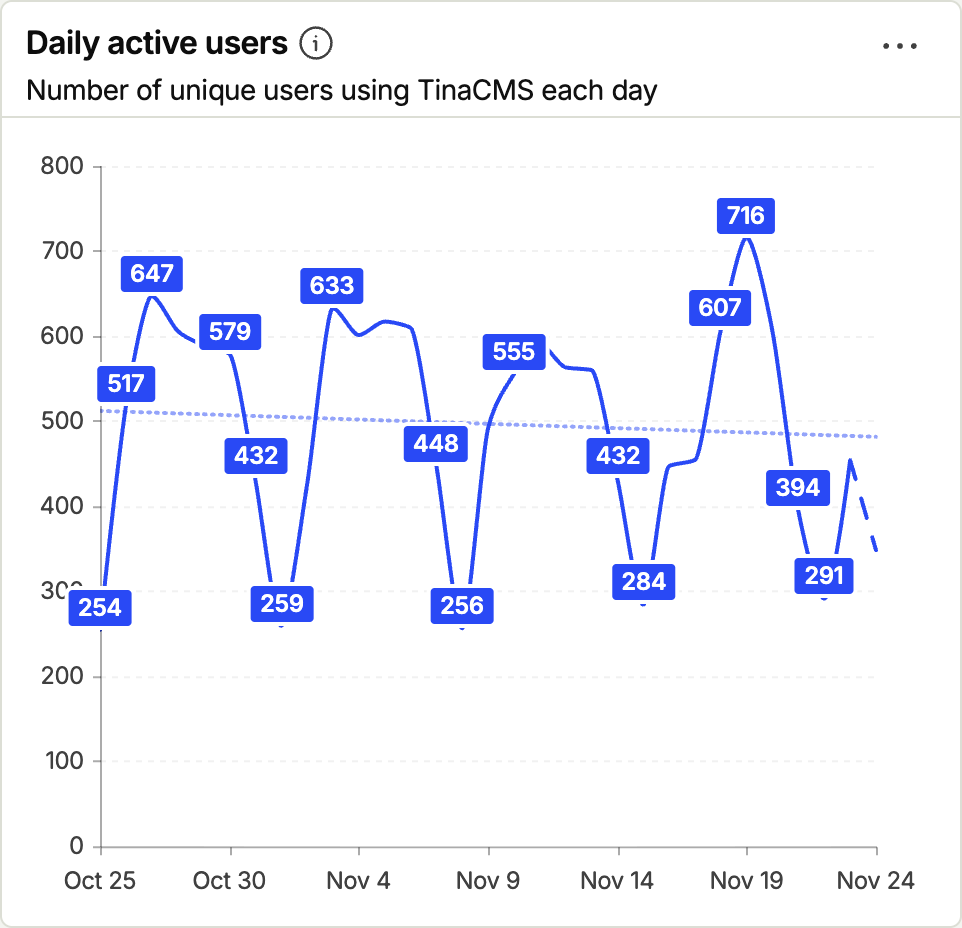 Daily active users
Number of unique users using TinaCMS each day
800
700
600
500
400
300
200
100
0
647
517
579
432
259
254
633
448
256
555
432
284
716
607
394
291
Oct 25
Oct 30
Nov 4
Nov 9
Nov 14
Nov 19
Nov 24